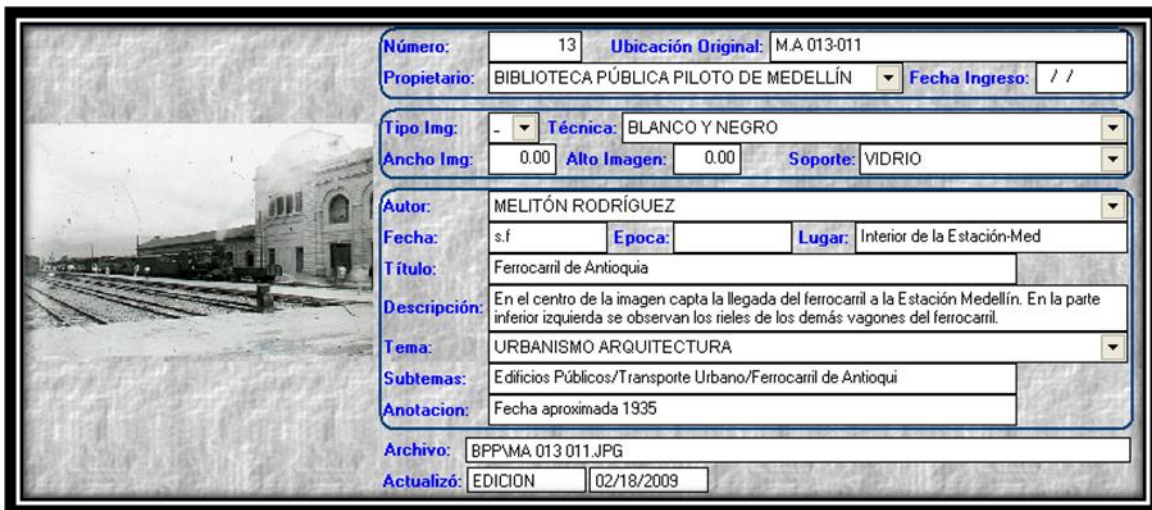 Número: 13 Ubicación Original: M.A 013-011
Propietario: BIBLIOTECA PÚBLICA PILOTO DE MEDELLÍN Fecha Ingreso: / /
Tipo Img: - Técnica: BLANCO Y NEGRO
Ancho Img: 0.00 Alto Imagen: 0.00 Soporte: VIDRIO
Autor: MELITÓN RODRÍGUEZ
Fecha: s.f Epoca: Lugar: Interior de la Estación-Med
Título: Ferrocarril de Antioquia
Descripción: En el centro de la imagen capta la llegada del ferrocarril a la Estación Medellín. En la parte
inferior izquierda se observan los rieles de los demás vagones del ferrocarril.
Tema: URBANISMO ARQUITECTURA
Subtemas: Edificios Públicos/Transporte Urbano/Ferrocarril de Antioqui
Anotacion: Fecha aproximada 1935
Archivo: BPP\MA 013 011.JPG
Actualizó: EDICION 02/18/2009